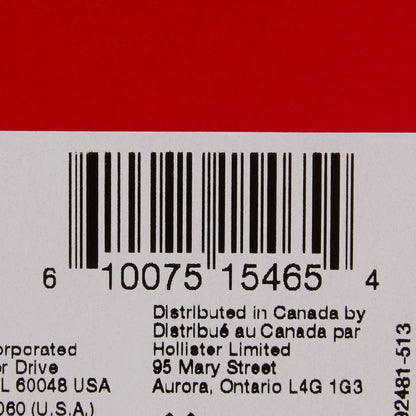 6 10075 15465 4
Distributed in Canada by
Distribué au Canada par
Hollister Limited
95 Mary Street
Aurora, Ontario L4G 1G3
orporated
r Drive
L 60048 USA
060 (U.S.A.)
2481-513